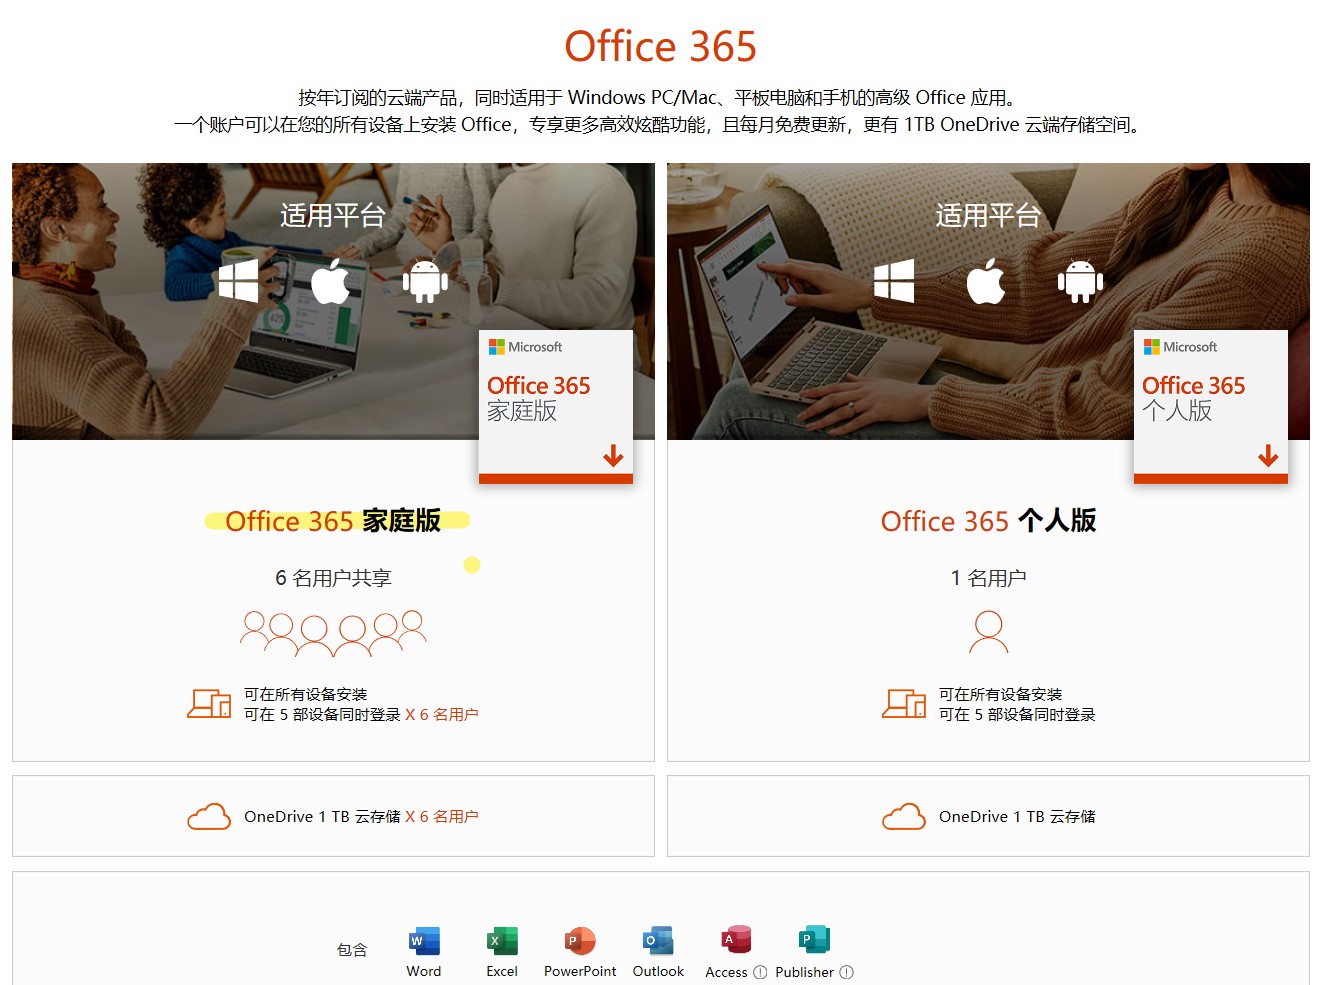 Office 365
按年订阅的云端产品，同时适用于 Windows PC/Mac、平板电脑和手机的高级 Office 应用。
一个账户可以在您的所有设备上安装 Office，专享更多高效炫酷功能，且每月免费更新，更有 1TB OneDrive 云端存储空间。
适用平台
Microsoft
Office 365
家庭版
Office 365 家庭版
6 名用户共享
可在所有设备安装
可在 5 部设备同时登录 X 6 名用户
OneDrive 1 TB 云存储 X 6 名用户
适用平台
Microsoft
Office 365
个人版
Office 365 个人版
1 名用户
可在所有设备安装
可在 5 部设备同时登录
OneDrive 1 TB 云存储
包含
Word Excel PowerPoint Outlook Access Publisher